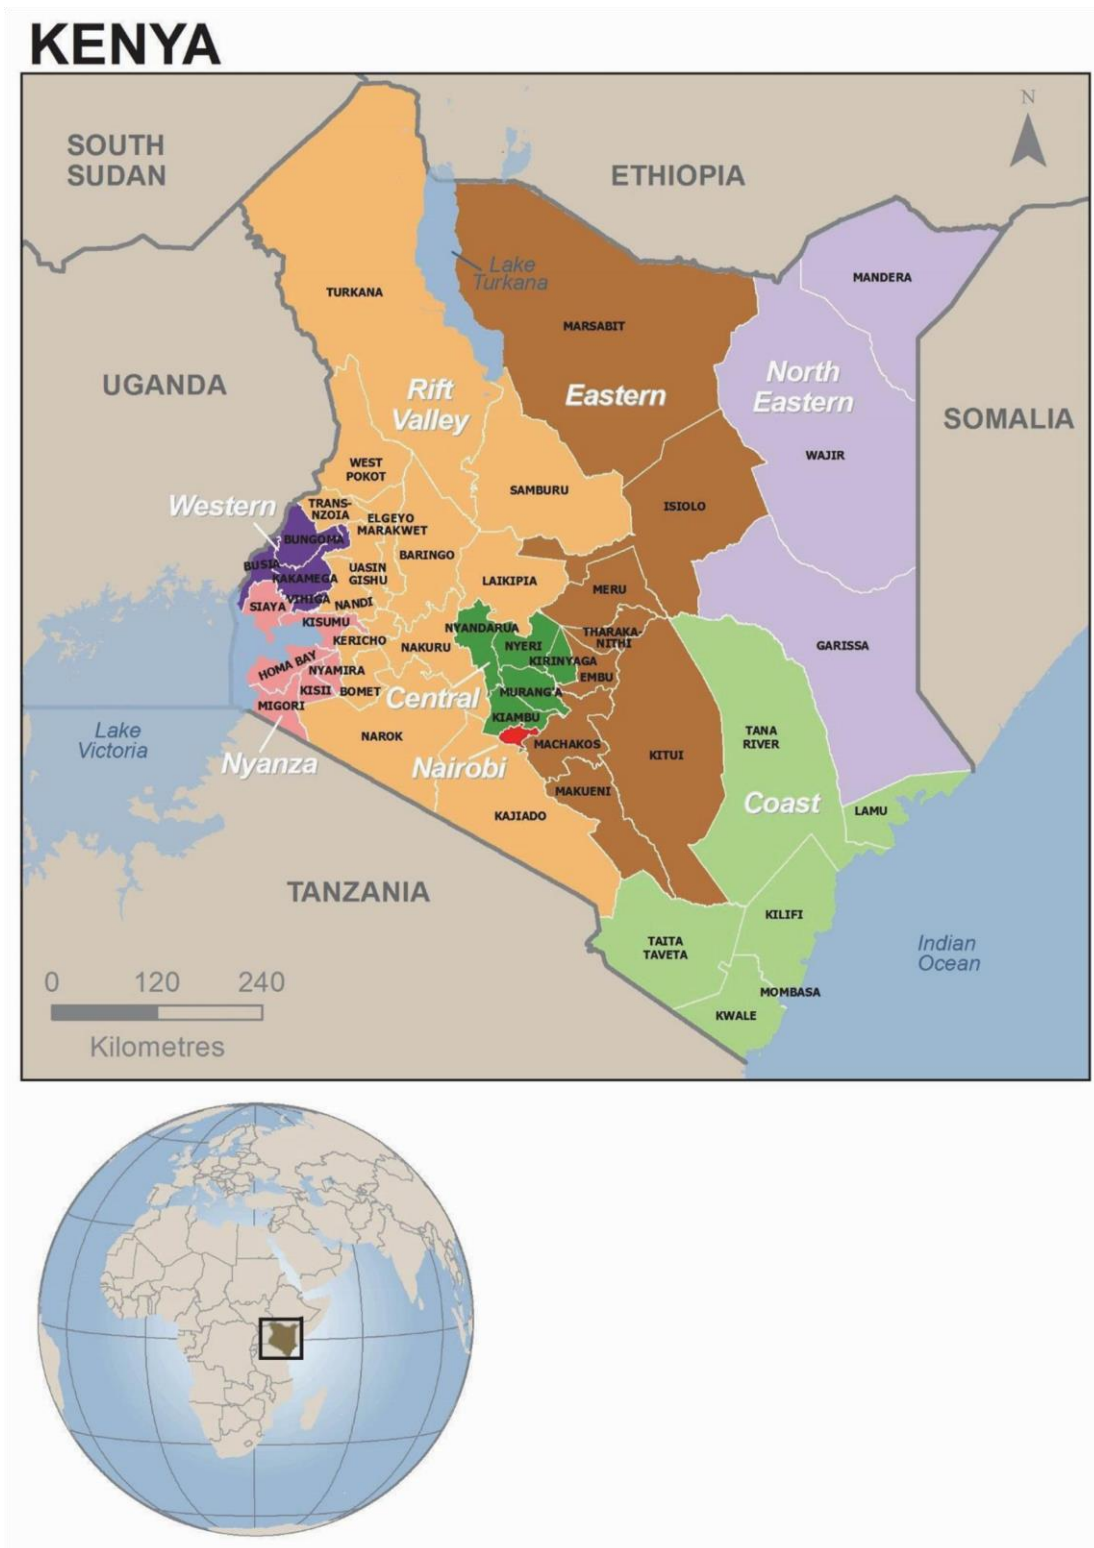 KENYA
N
SOUTH
SUDAN
ETHIOPIA
Lake
Turkana
MANDERA
TURKANA
MARSABIT
UGANDA
Rift
Valley
Eastern
North
Eastern
SOMALIA
WAJIR
WEST
POKOT
SAMBURU
ISIOLO
Western
TRANS-
NZOIA
ELGEYO
MARAKWET
BUNGOMA
BARINGO
BUSIA
KAKAMEGA
UASIN
GISHU
LAIKIPIA
MERU
VIHIGA
NANDI
SIAYA
KISUMU
NYANDARUA
THARAKA-
NITHI
KERICHO
NAKURU
NYERI
KIRINYAGA
GARISSA
HOMA BAY
NYAMIRA
EMBU
KISII
BOMET
Central
MURANG'A
MIGORI
KIAMBU
Lake
Victoria
NAROK
MACHAKOS
KITUI
TANA
RIVER
Nyanza
Nairobi
MAKUENI
Coast
LAMU
KAJIADO
TANZANIA
KILIFI
TAITA
TAVETA
Indian
Ocean
MOMBASA
KWALE
0 120 240
Kilometres